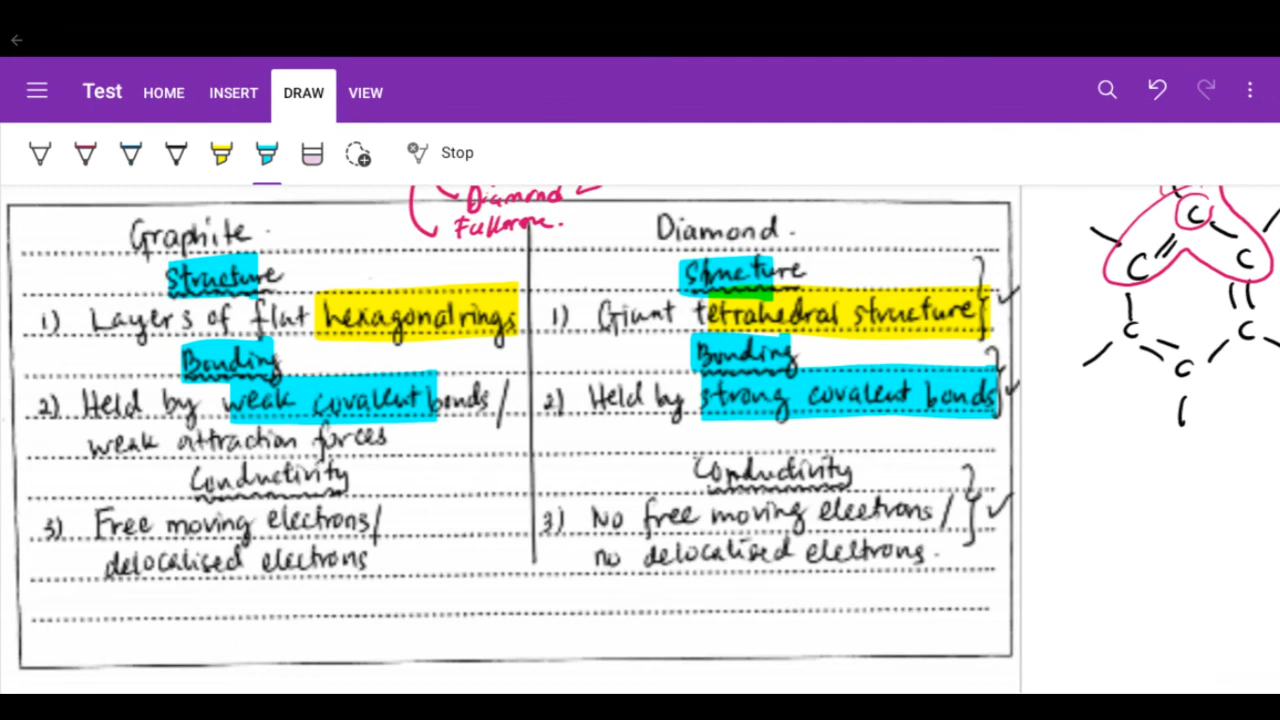 Test HOME INSERT DRAW VIEW
Stop
Diamond
Fullerene.
Graphite.
Structure
1) Layers of flat hexagonal rings
Bonding
2) Held by weak covalent bonds/
weak attraction forces
Conductivity
3) Free moving electrons/
delocalised electrons
Diamond.
Structure
1) Giant tetrahedral structure
Bonding
2) Held by strong covalent bonds
Conductivity
3) No free moving electrons/
no delocalised electrons.
C
C C
C C
C